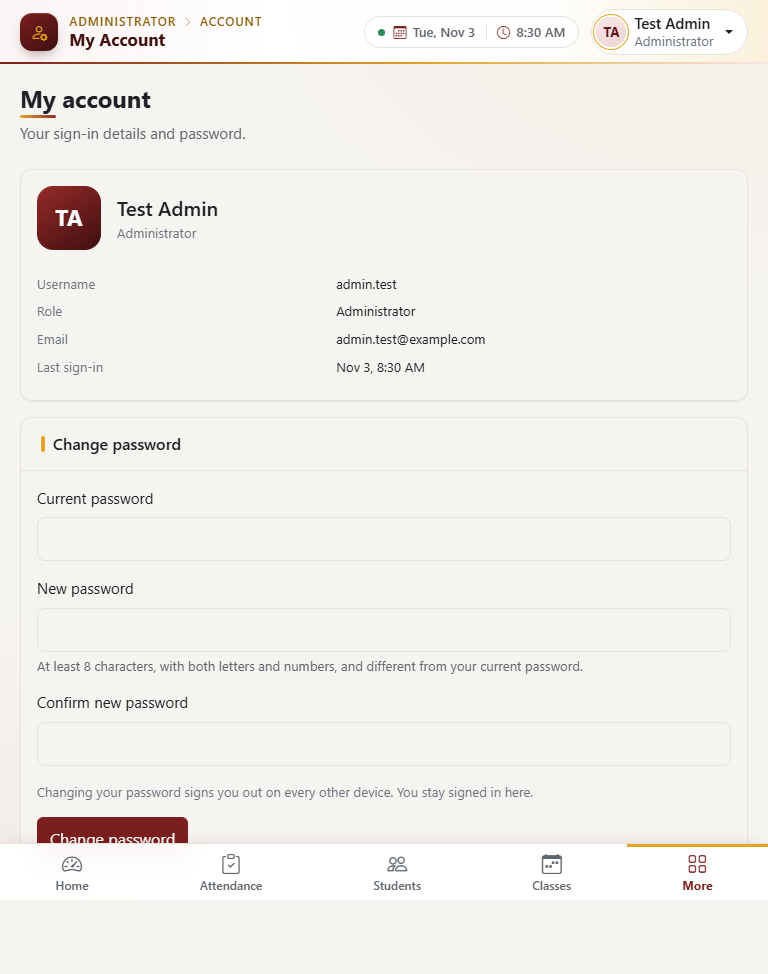 ADMINISTRATOR > ACCOUNT
My Account
Tue, Nov 3
8:30 AM
TA
Test Admin
Administrator
My account
Your sign-in details and password.
TA
Test Admin
Administrator
Username admin.test
Role Administrator
Email admin.test@example.com
Last sign-in Nov 3, 8:30 AM
Change password
Current password
New password
At least 8 characters, with both letters and numbers, and different from your current password.
Confirm new password
Changing your password signs you out on every other device. You stay signed in here.
Change password
Home Attendance Students Classes More